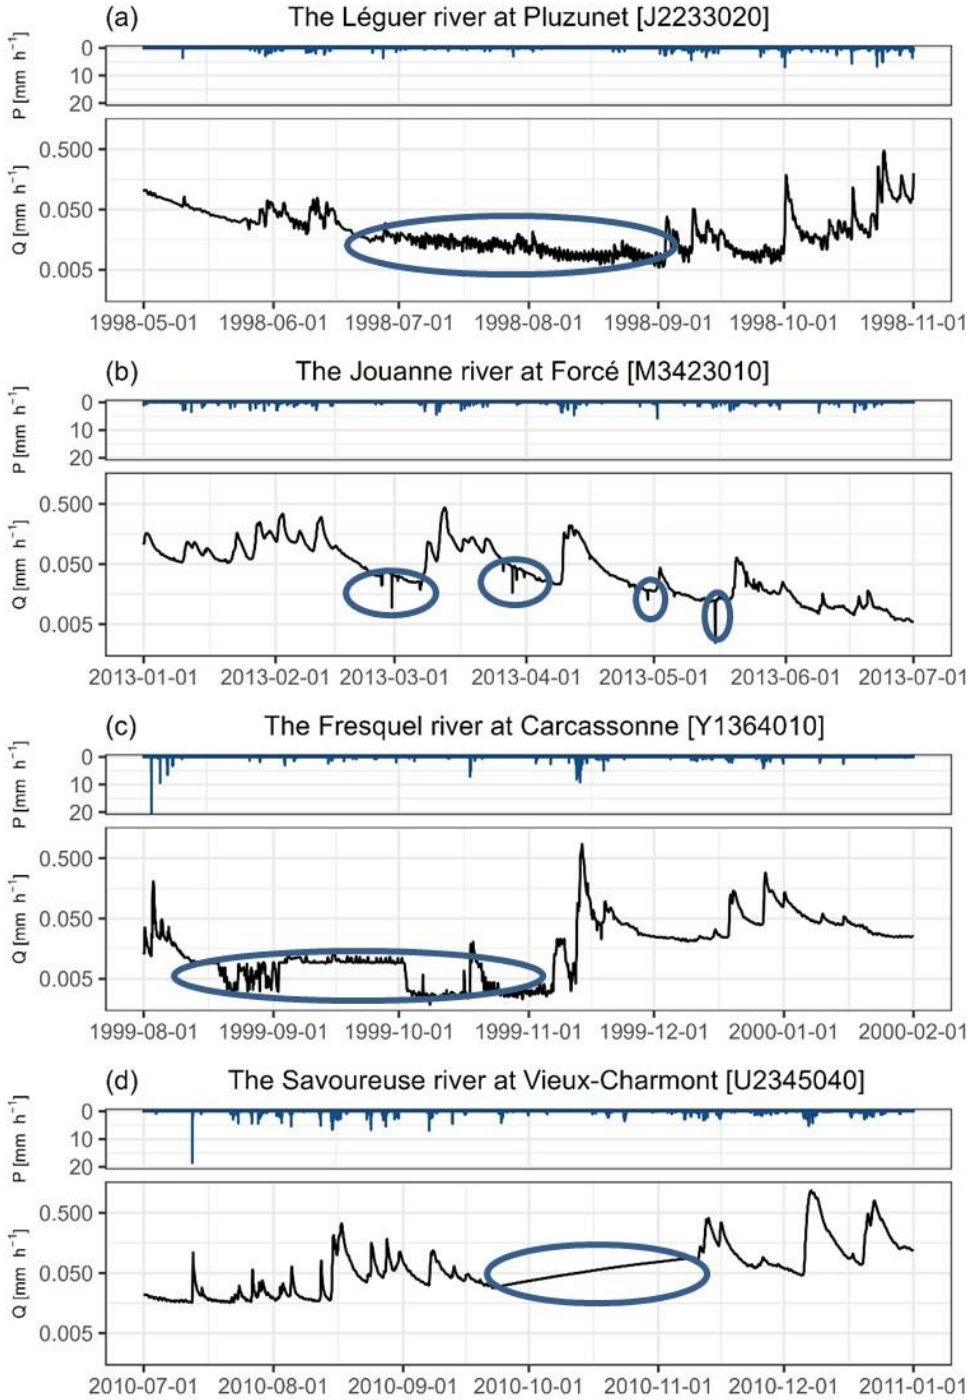 (a) The Léguer river at Pluzunet [J2233020]
P [mm h⁻¹]
0
10
20
Q [mm h⁻¹]
0.500
0.050
0.005
1998-05-01 1998-06-01 1998-07-01 1998-08-01 1998-09-01 1998-10-01 1998-11-01
(b) The Jouanne river at Forcé [M3423010]
P [mm h⁻¹]
0
10
20
Q [mm h⁻¹]
0.500
0.050
0.005
2013-01-01 2013-02-01 2013-03-01 2013-04-01 2013-05-01 2013-06-01 2013-07-01
(c) The Fresquel river at Carcassonne [Y1364010]
P [mm h⁻¹]
0
10
20
Q [mm h⁻¹]
0.500
0.050
0.005
1999-08-01 1999-09-01 1999-10-01 1999-11-01 1999-12-01 2000-01-01 2000-02-01
(d) The Savoureuse river at Vieux-Charmont [U2345040]
P [mm h⁻¹]
0
10
20
Q [mm h⁻¹]
0.500
0.050
0.005
2010-07-01 2010-08-01 2010-09-01 2010-10-01 2010-11-01 2010-12-01 2011-01-01